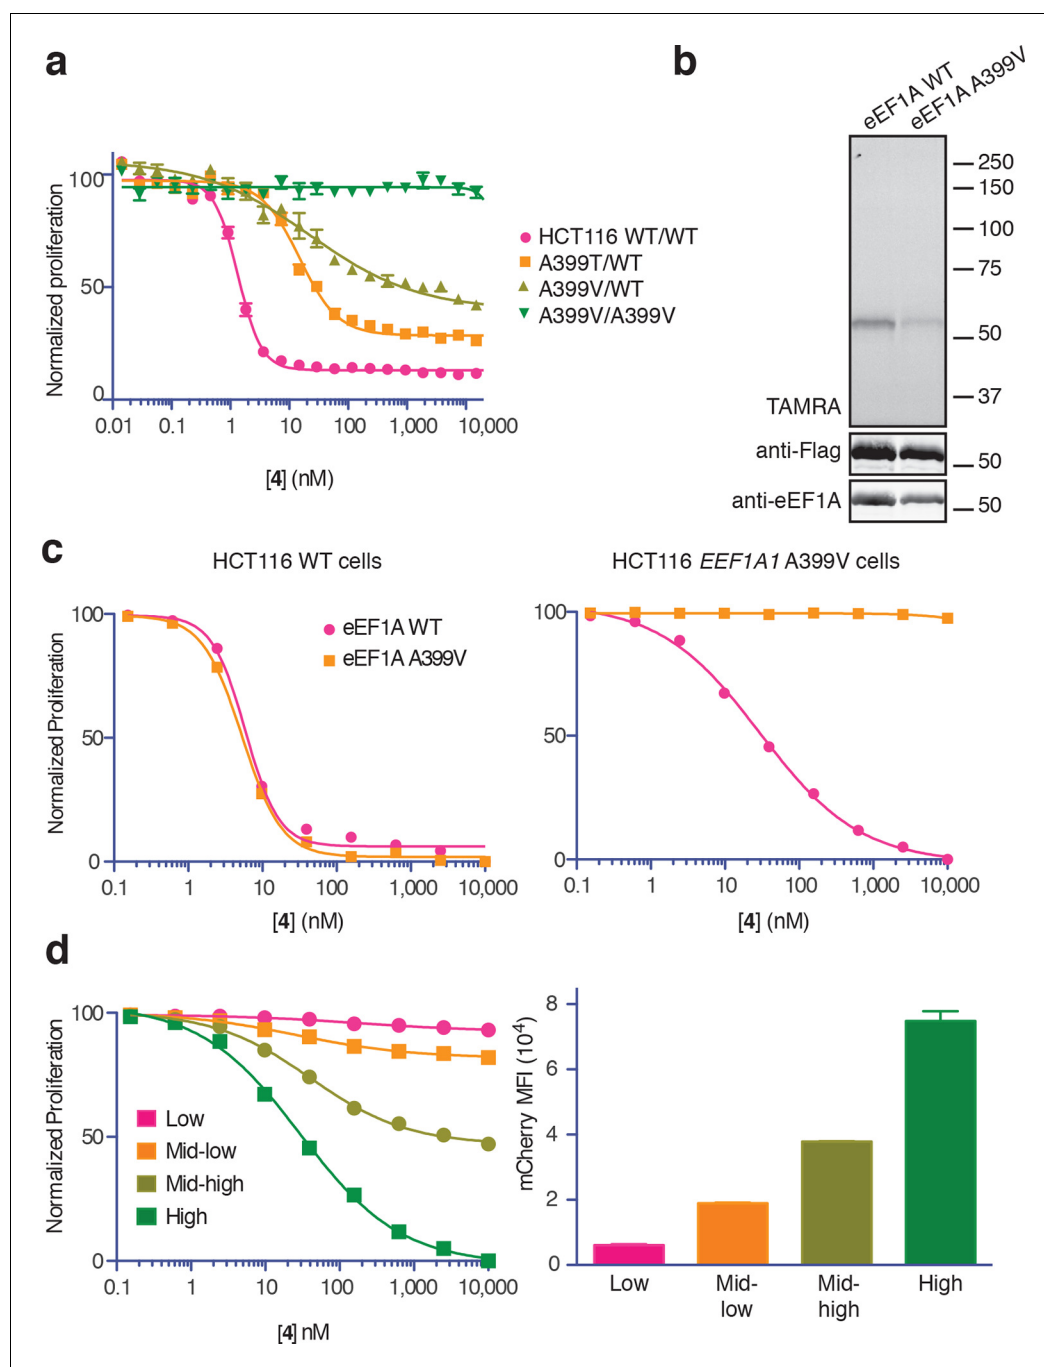 a
Normalized proliferation
100
50
0
0.01 0.1 1 10 100 1,000 10,000
[4] (nM)
HCT116 WT/WT
A399T/WT
A399V/WT
A399V/A399V
b
eEF1A WT
eEF1A A399V
250
150
100
75
50
37
TAMRA
anti-Flag
50
anti-eEF1A
50
c
HCT116 WT cells
Normalized Proliferation
100
50
0
0.1 1 10 100 1,000 10,000
[4] (nM)
eEF1A WT
eEF1A A399V
HCT116 EEF1A1 A399V cells
100
50
0
0.1 1 10 100 1,000 10,000
[4] (nM)
d
Normalized Proliferation
100
50
0
0.1 1 10 100 1,000 10,000
[4] nM
Low
Mid-low
Mid-high
High
mCherry MFI (10⁴)
8
6
4
2
0
Low
Mid-
low
Mid-
high
High